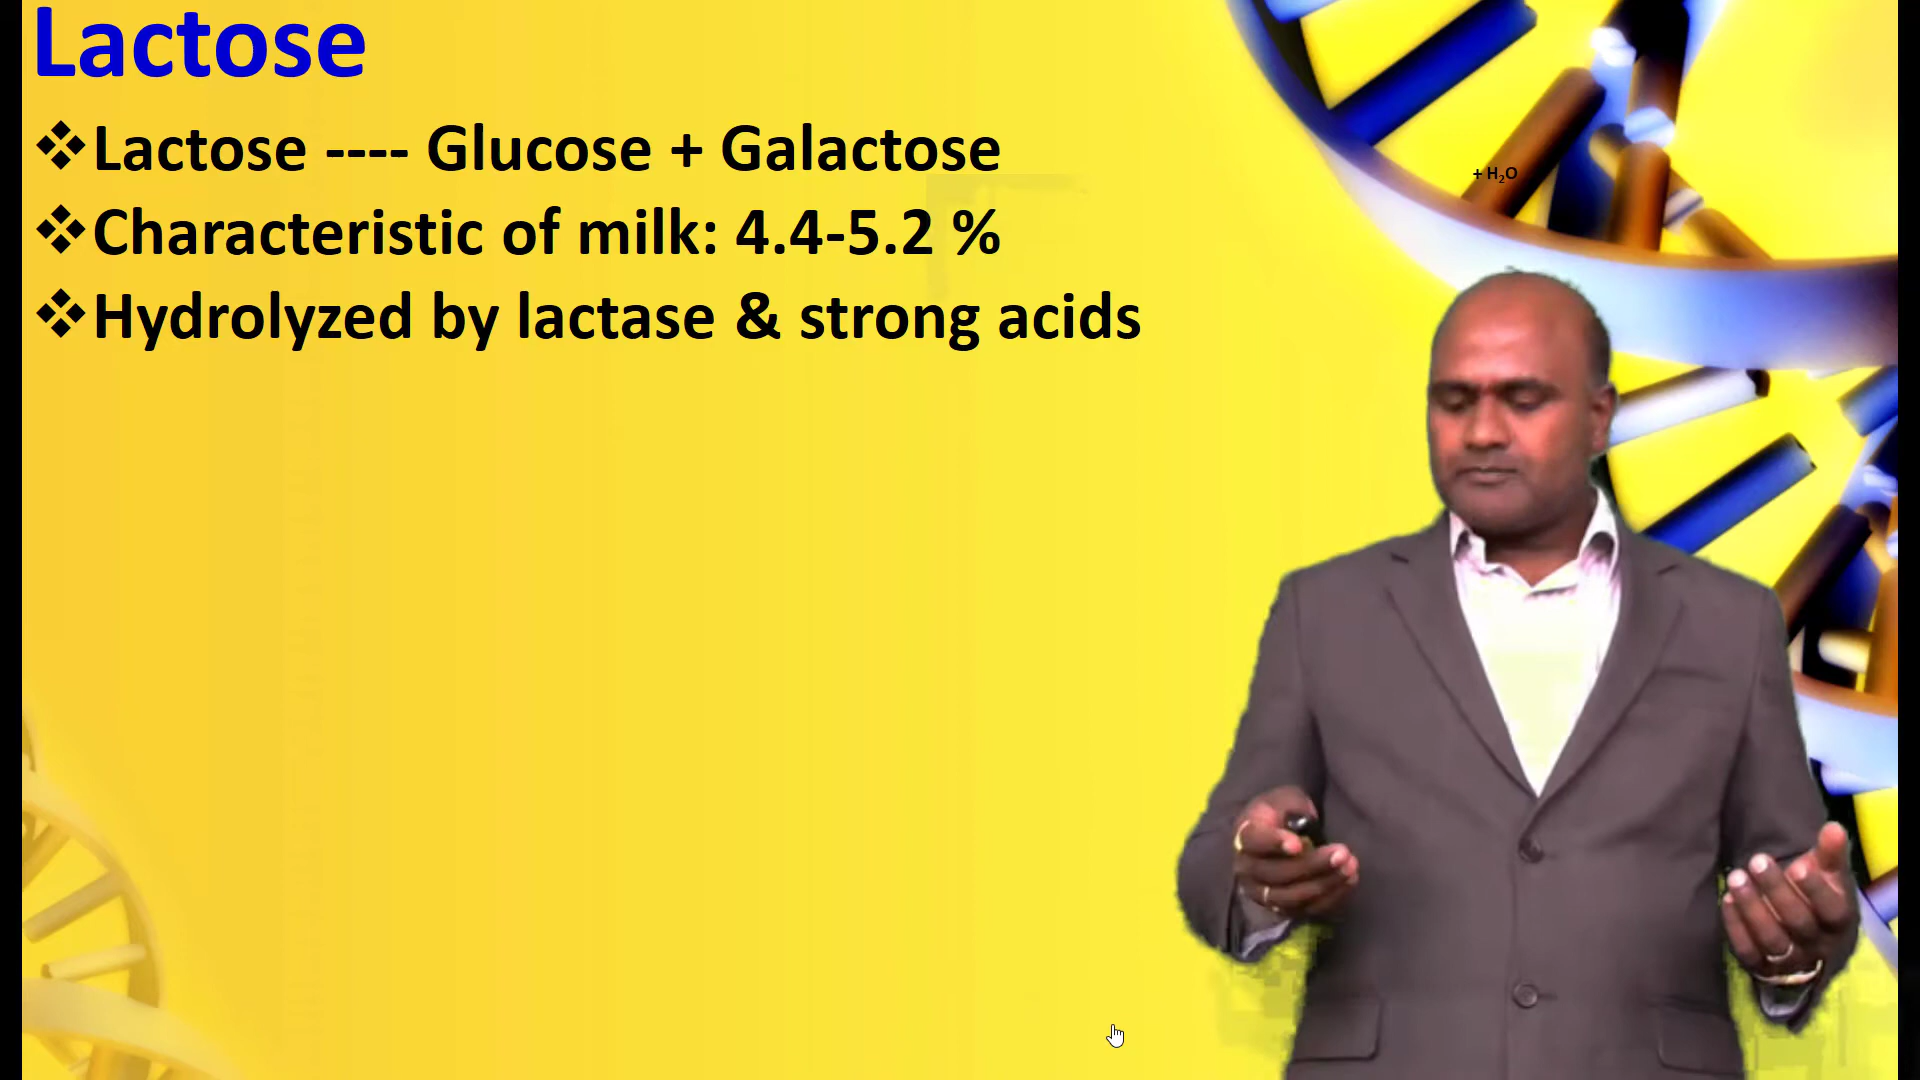 Lactose
❖Lactose ---- Glucose + Galactose
+ H₂O
❖Characteristic of milk: 4.4-5.2 %
❖Hydrolyzed by lactase & strong acids